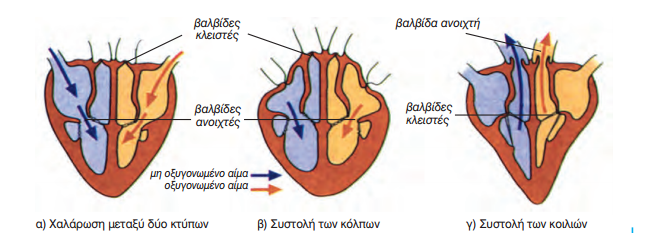 βαλβίδες
κλειστές
βαλβίδα ανοιχτή
βαλβίδες
ανοιχτές
βαλβίδες
κλειστές
μη οξυγονωμένο αίμα
οξυγονωμένο αίμα
α) Χαλάρωση μεταξύ δύο κτύπων
β) Συστολή των κόλπων
γ) Συστολή των κοιλιών